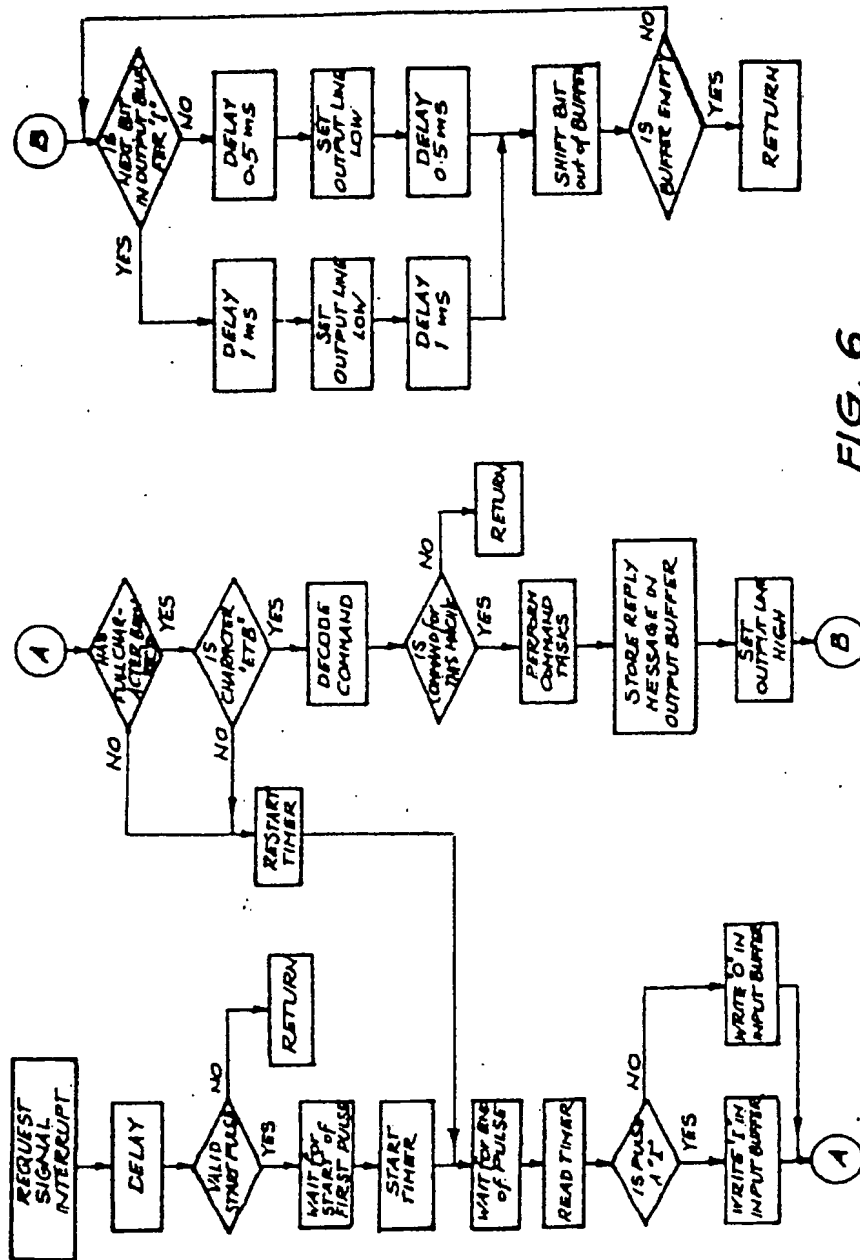 REQUEST
SIGNAL
INTERRUPT
DELAY
VALID
START PULSE
NO
RETURN
YES
WAIT for
START of
FIRST PULSE
START
TIMER
WAIT for END
of PULSE
READ TIMER
IS PULSE
A "1"
NO
YES
WRITE "1" IN
INPUT BUFFER
WRITE "0" IN
INPUT BUFFER
A
A
HAS
FULL CHAR-
ACTER BEEN
NO
YES
IS
CHARACTER
"ETB"
NO
YES
RESTART
TIMER
DECODE
COMMAND
IS
COMMAND for
THIS
NO
RETURN
YES
PERFORM
COMMAND
TASKS
STORE REPLY
MESSAGE IN
OUTPUT BUFFER
SET
OUTPUT LINE
HIGH
B
B
IS
NEXT BIT
IN OUTPUT BUF-
FER "1"
YES
NO
DELAY
1 ms
SET
OUTPUT LINE
LOW
DELAY
1 ms
DELAY
0.5 ms
SET
OUTPUT LINE
LOW
DELAY
0.5 ms
SHIFT BIT
out of BUFFER
IS
BUFFER EMPT
NO
YES
RETURN
FIG. 6